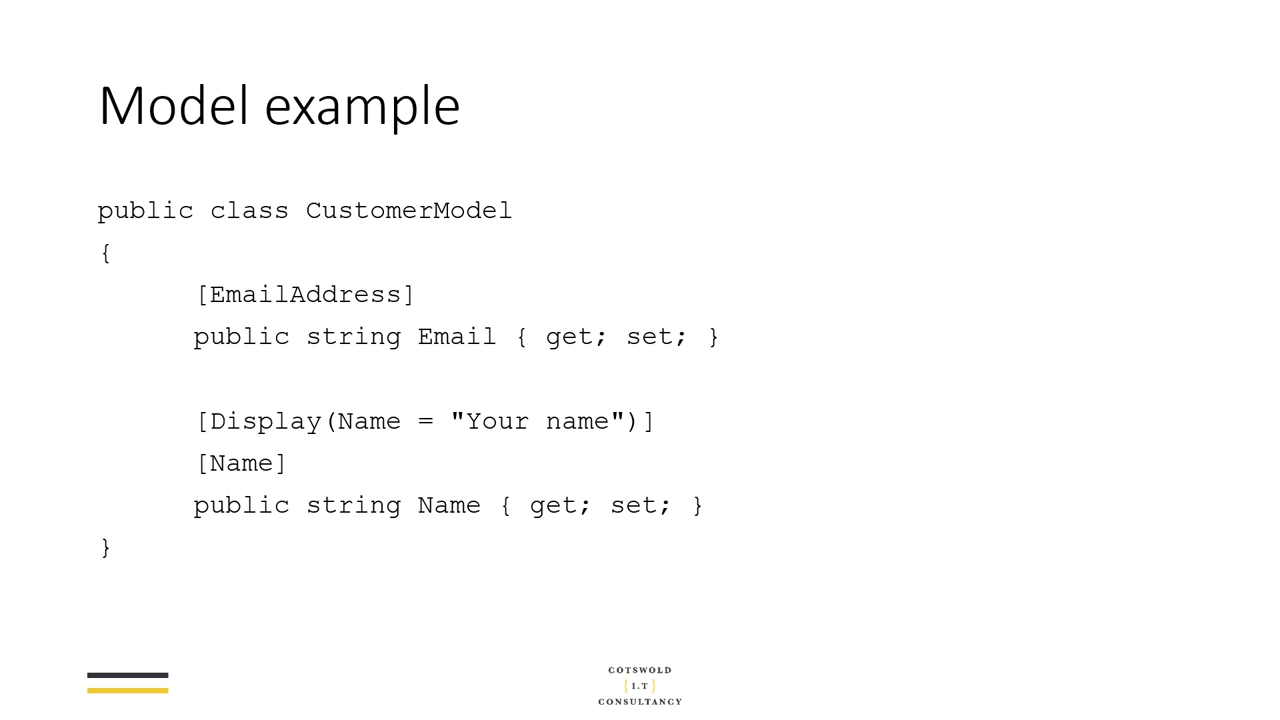 Model example
public class CustomerModel
{
[EmailAddress]
public string Email { get; set; }
[Display(Name = "Your name")]
[Name]
public string Name { get; set; }
}
COTSWOLD
{I.T}
CONSULTANCY